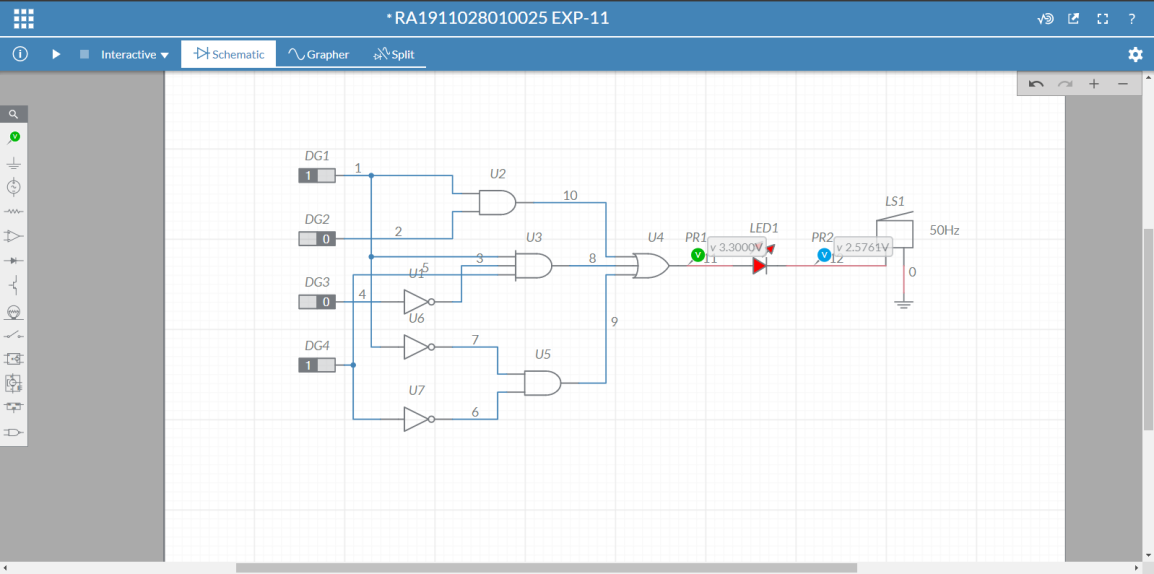 * RA1911028010025 EXP-11
?
Interactive
Schematic
Grapher
Split
DG1
1
1
U2
10
LS1
DG2
0
2
U3
U4
PR1
LED1
PR2
50Hz
V
v 3.3000V
V
v 2.5761V
3
8
11
12
DG3
0
4
U1
5
0
U6
9
DG4
1
7
U5
U7
6